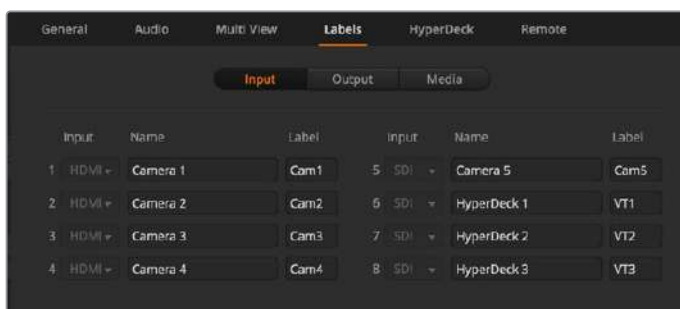 General Audio Multi View Labels HyperDeck Remote
Input Output Media
Input Name Label Input Name Label
1 HDMI Camera 1 Cam1 5 SDI Camera 5 Cam5
2 HDMI Camera 2 Cam2 6 SDI HyperDeck 1 VT1
3 HDMI Camera 3 Cam3 7 SDI HyperDeck 2 VT2
4 HDMI Camera 4 Cam4 8 SDI HyperDeck 3 VT3